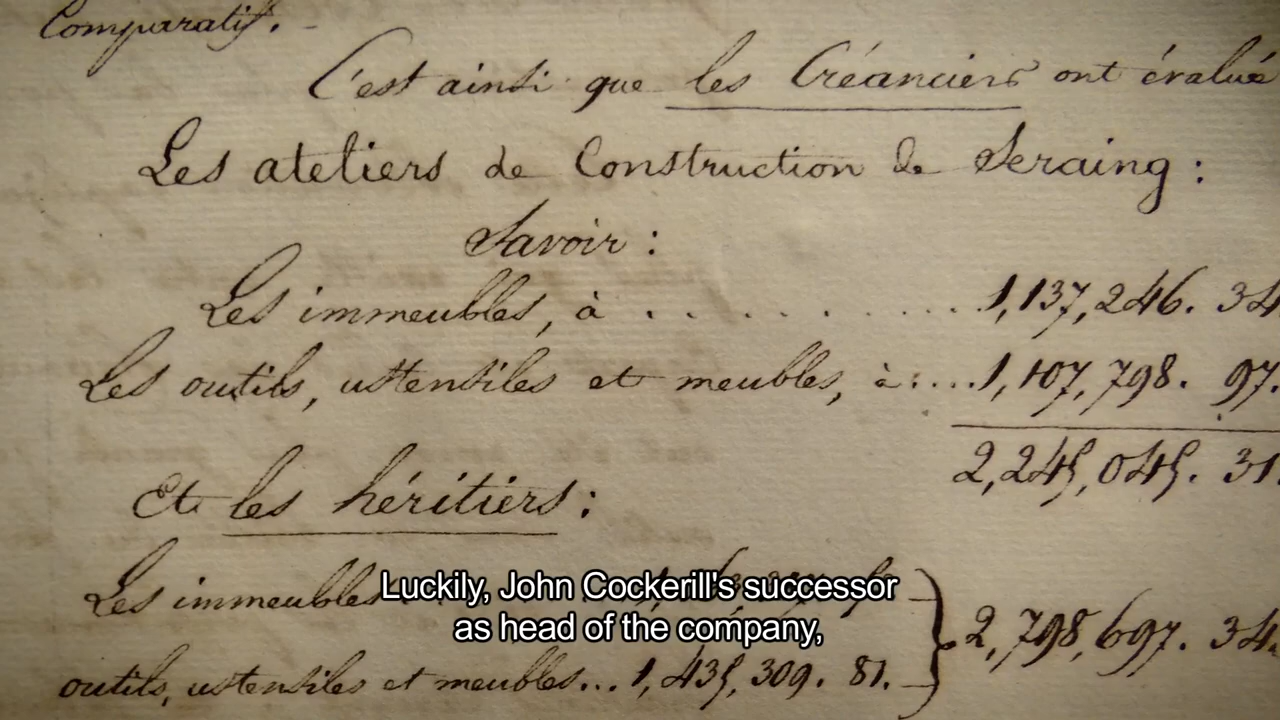 Comparatif. -
C'est ainsi que les Créanciers ont évalué
Les ateliers de Construction de Seraing :
Savoir :
Les immeubles, à . . . . . . . . . . . . 1,137,246. 34
Les outils, ustensiles et meubles, à :....1,107,798. 97.
2,245,045. 31.
Et les héritiers :
Les immeubles
2,798,697. 34.
outils, ustensiles et meubles... 1,435,309. 81.
Luckily, John Cockerill's successor
as head of the company,